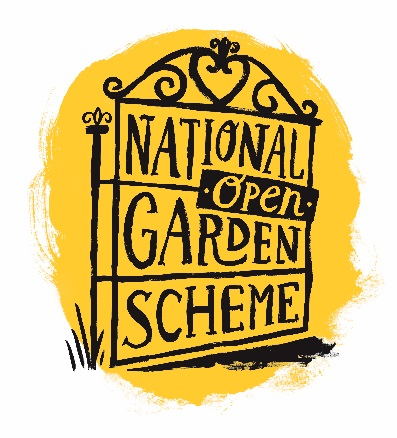 NATIONAL
·Open·
GARDEN
SCHEME